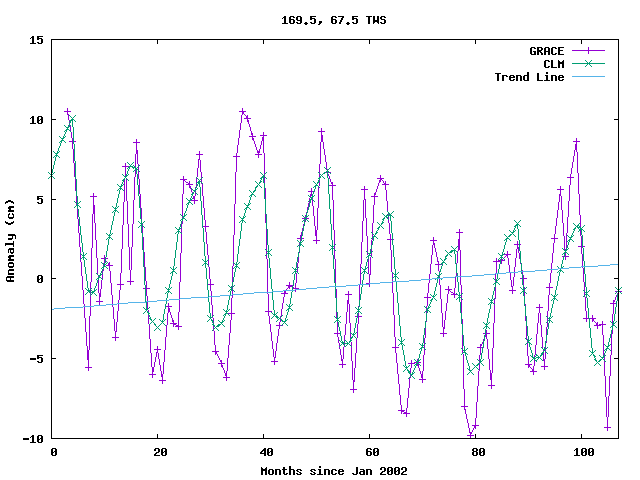 169.5, 67.5 TWS
GRACE
CLM
Trend Line
15
10
5
0
-5
-10
Anomaly (cm)
0 20 40 60 80 100
Months since Jan 2002